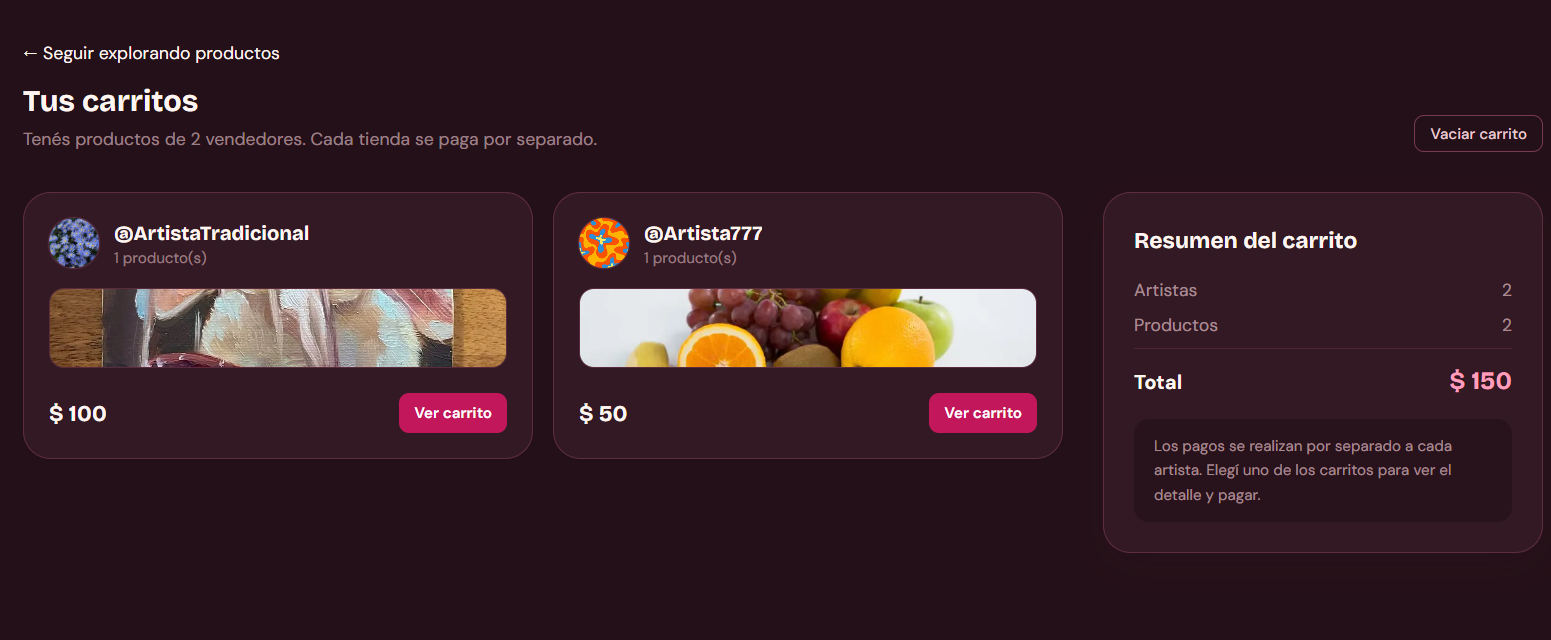 ← Seguir explorando productos
Tus carritos
Tenés productos de 2 vendedores. Cada tienda se paga por separado.
Vaciar carrito
@ArtistaTradicional
1 producto(s)
$ 100
Ver carrito
@Artista777
1 producto(s)
$ 50
Ver carrito
Resumen del carrito
Artistas 2
Productos 2
Total $ 150
Los pagos se realizan por separado a cada
artista. Elegí uno de los carritos para ver el
detalle y pagar.